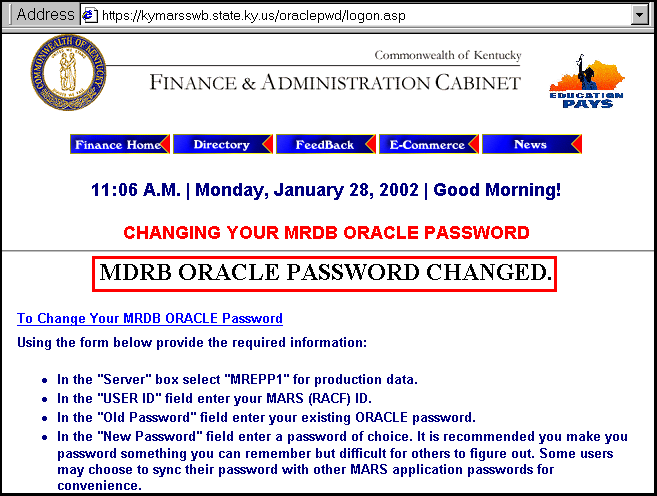 Address https://kymarsswb.state.ky.us/oraclepwd/logon.asp
COMMONWEALTH OF KENTUCKY
Commonwealth of Kentucky
FINANCE & ADMINISTRATION CABINET
EDUCATION
PAYS
Finance Home Directory FeedBack E-Commerce News
11:06 A.M. | Monday, January 28, 2002 | Good Morning!
CHANGING YOUR MRDB ORACLE PASSWORD
MDRB ORACLE PASSWORD CHANGED.
To Change Your MRDB ORACLE Password
Using the form below provide the required information:
• In the "Server" box select "MREPP1" for production data.
• In the "USER ID" field enter your MARS (RACF) ID.
• In the "Old Password" field enter your existing ORACLE password.
• In the "New Password" field enter a password of choice. It is recommended you make you
password something you can remember but difficult for others to figure out. Some users
may choose to sync their password with other MARS application passwords for
convenience.